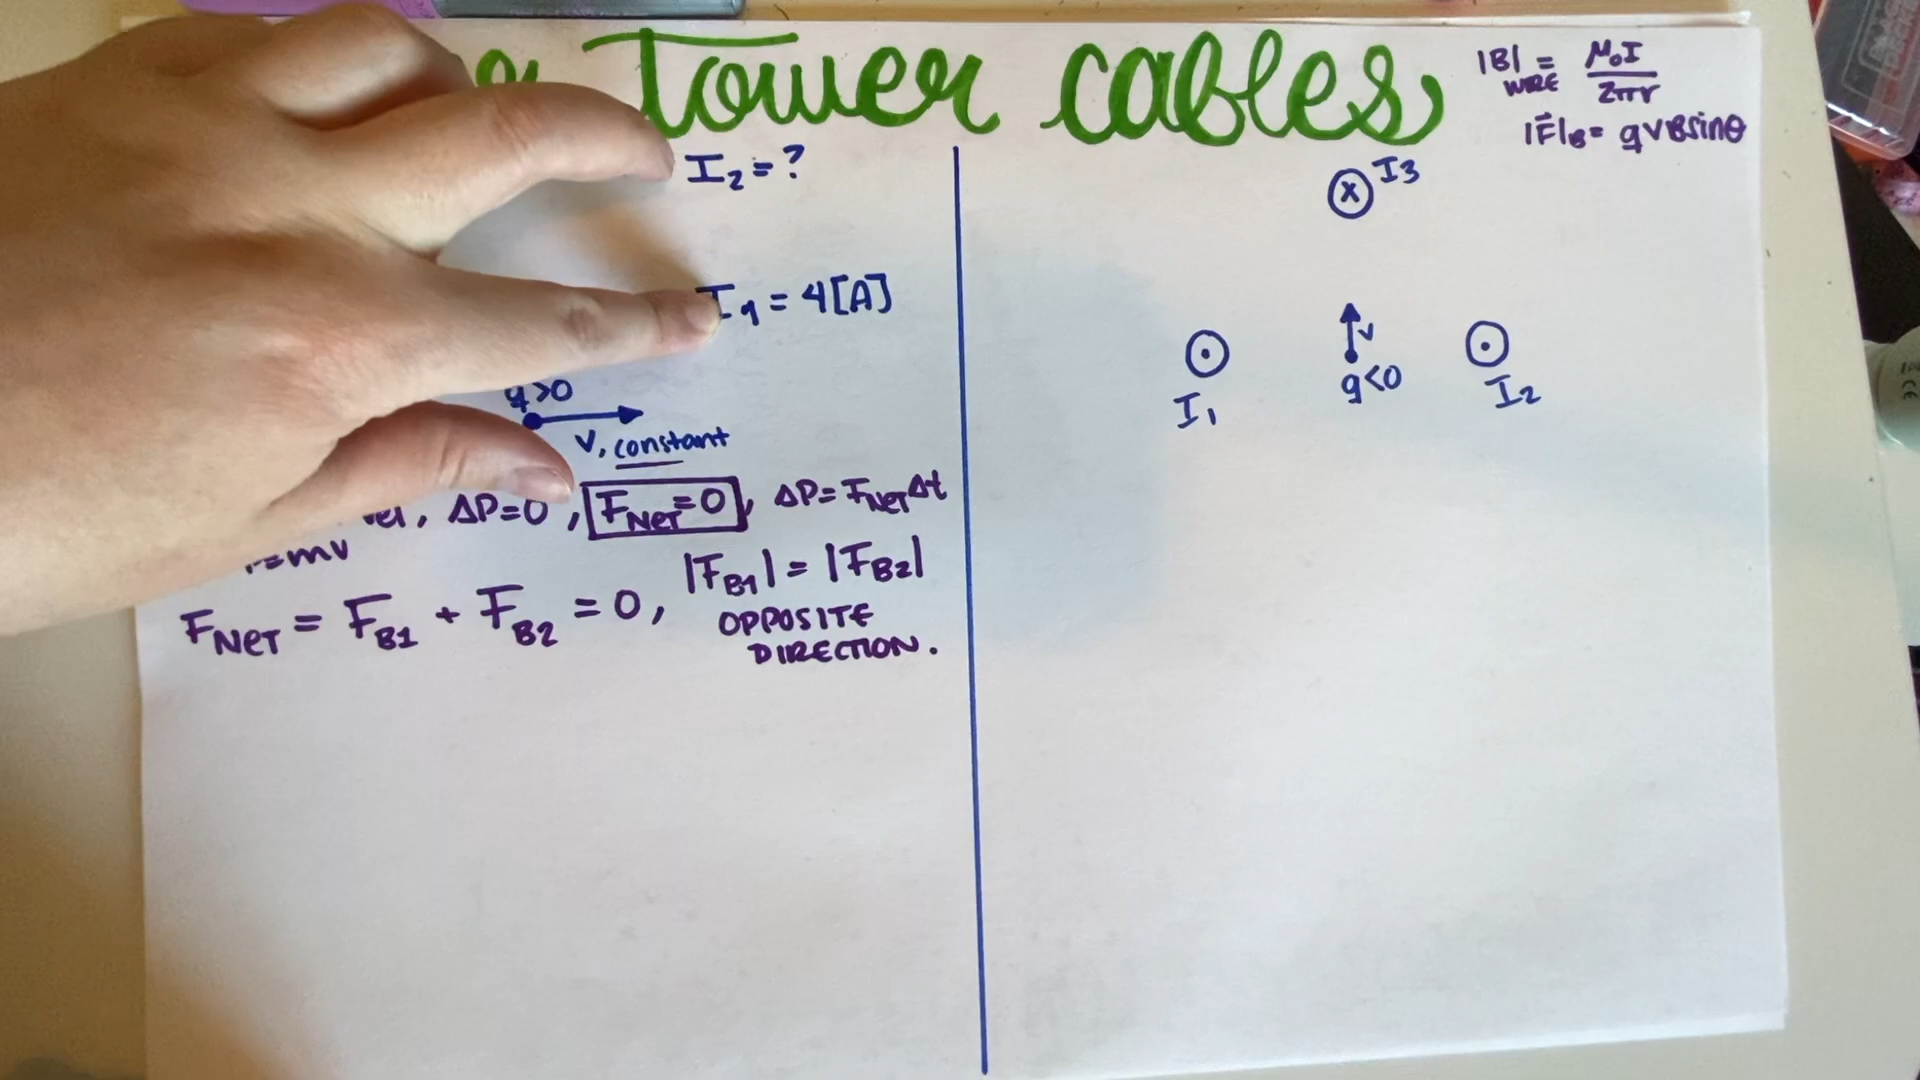 Tower cables
|B| WIRE = μ₀I / 2πr
|F⃗|B = qvBsinθ
I₂ = ?
I₁ = 4[A]
q>0
v, constant
ΔP=0, FNET=0, ΔP=FNETΔt
=mv
|FB1| = |FB2|
FNET = FB1 + FB2 = 0,
OPPOSITE
DIRECTION.
x I3
v
q<0
I₁
I₂